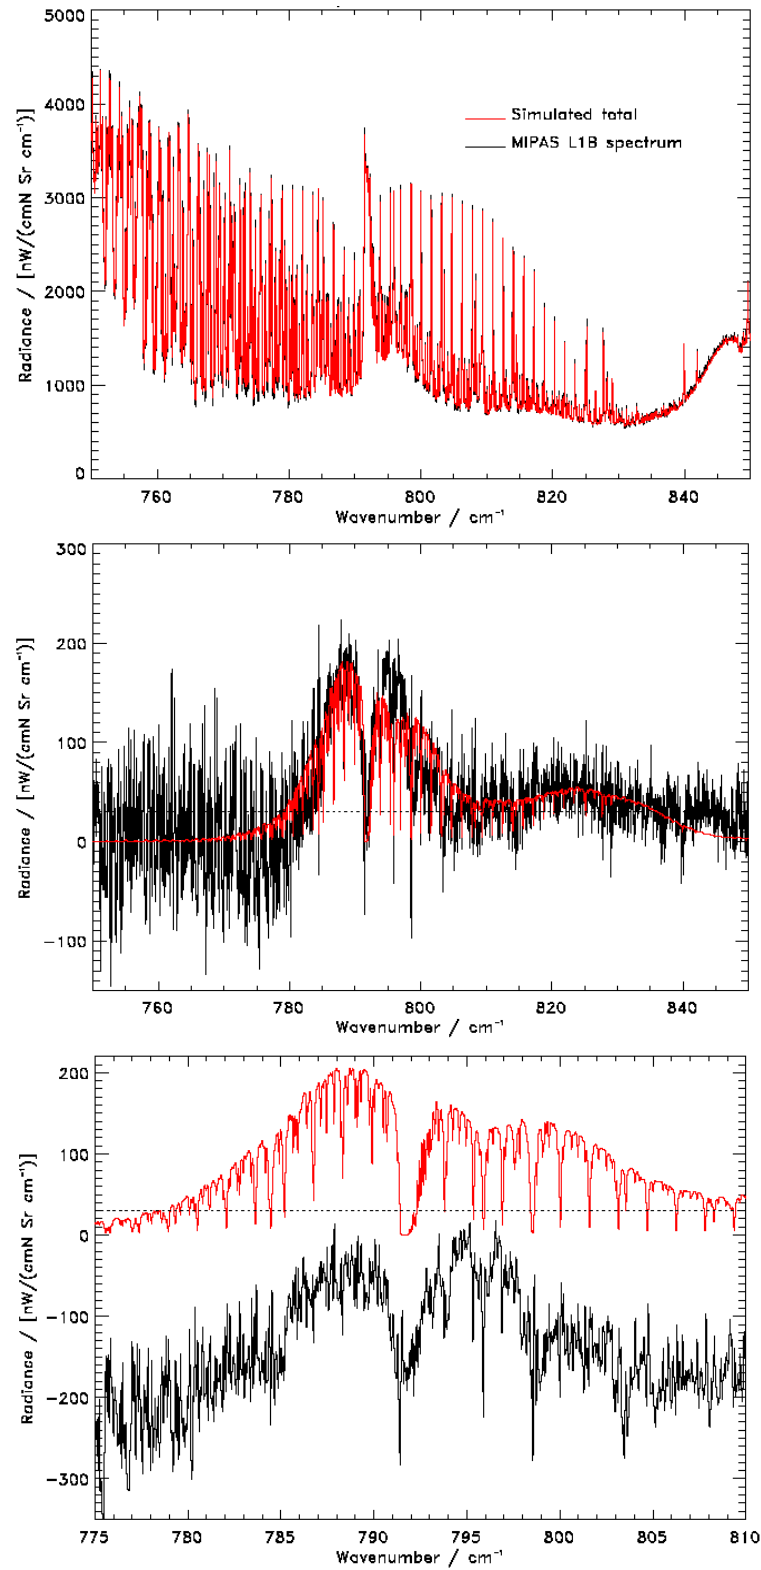 5000
4000
3000
2000
1000
0
Radiance / [nW/(cmN Sr cm⁻¹)]
Simulated total
MIPAS L1B spectrum
760 780 800 820 840
Wavenumber / cm⁻¹
300
200
100
0
-100
Radiance / [nW/(cmN Sr cm⁻¹)]
760 780 800 820 840
Wavenumber / cm⁻¹
200
100
0
-100
-200
-300
Radiance / [nW/(cmN Sr cm⁻¹)]
775 780 785 790 795 800 805 810
Wavenumber / cm⁻¹